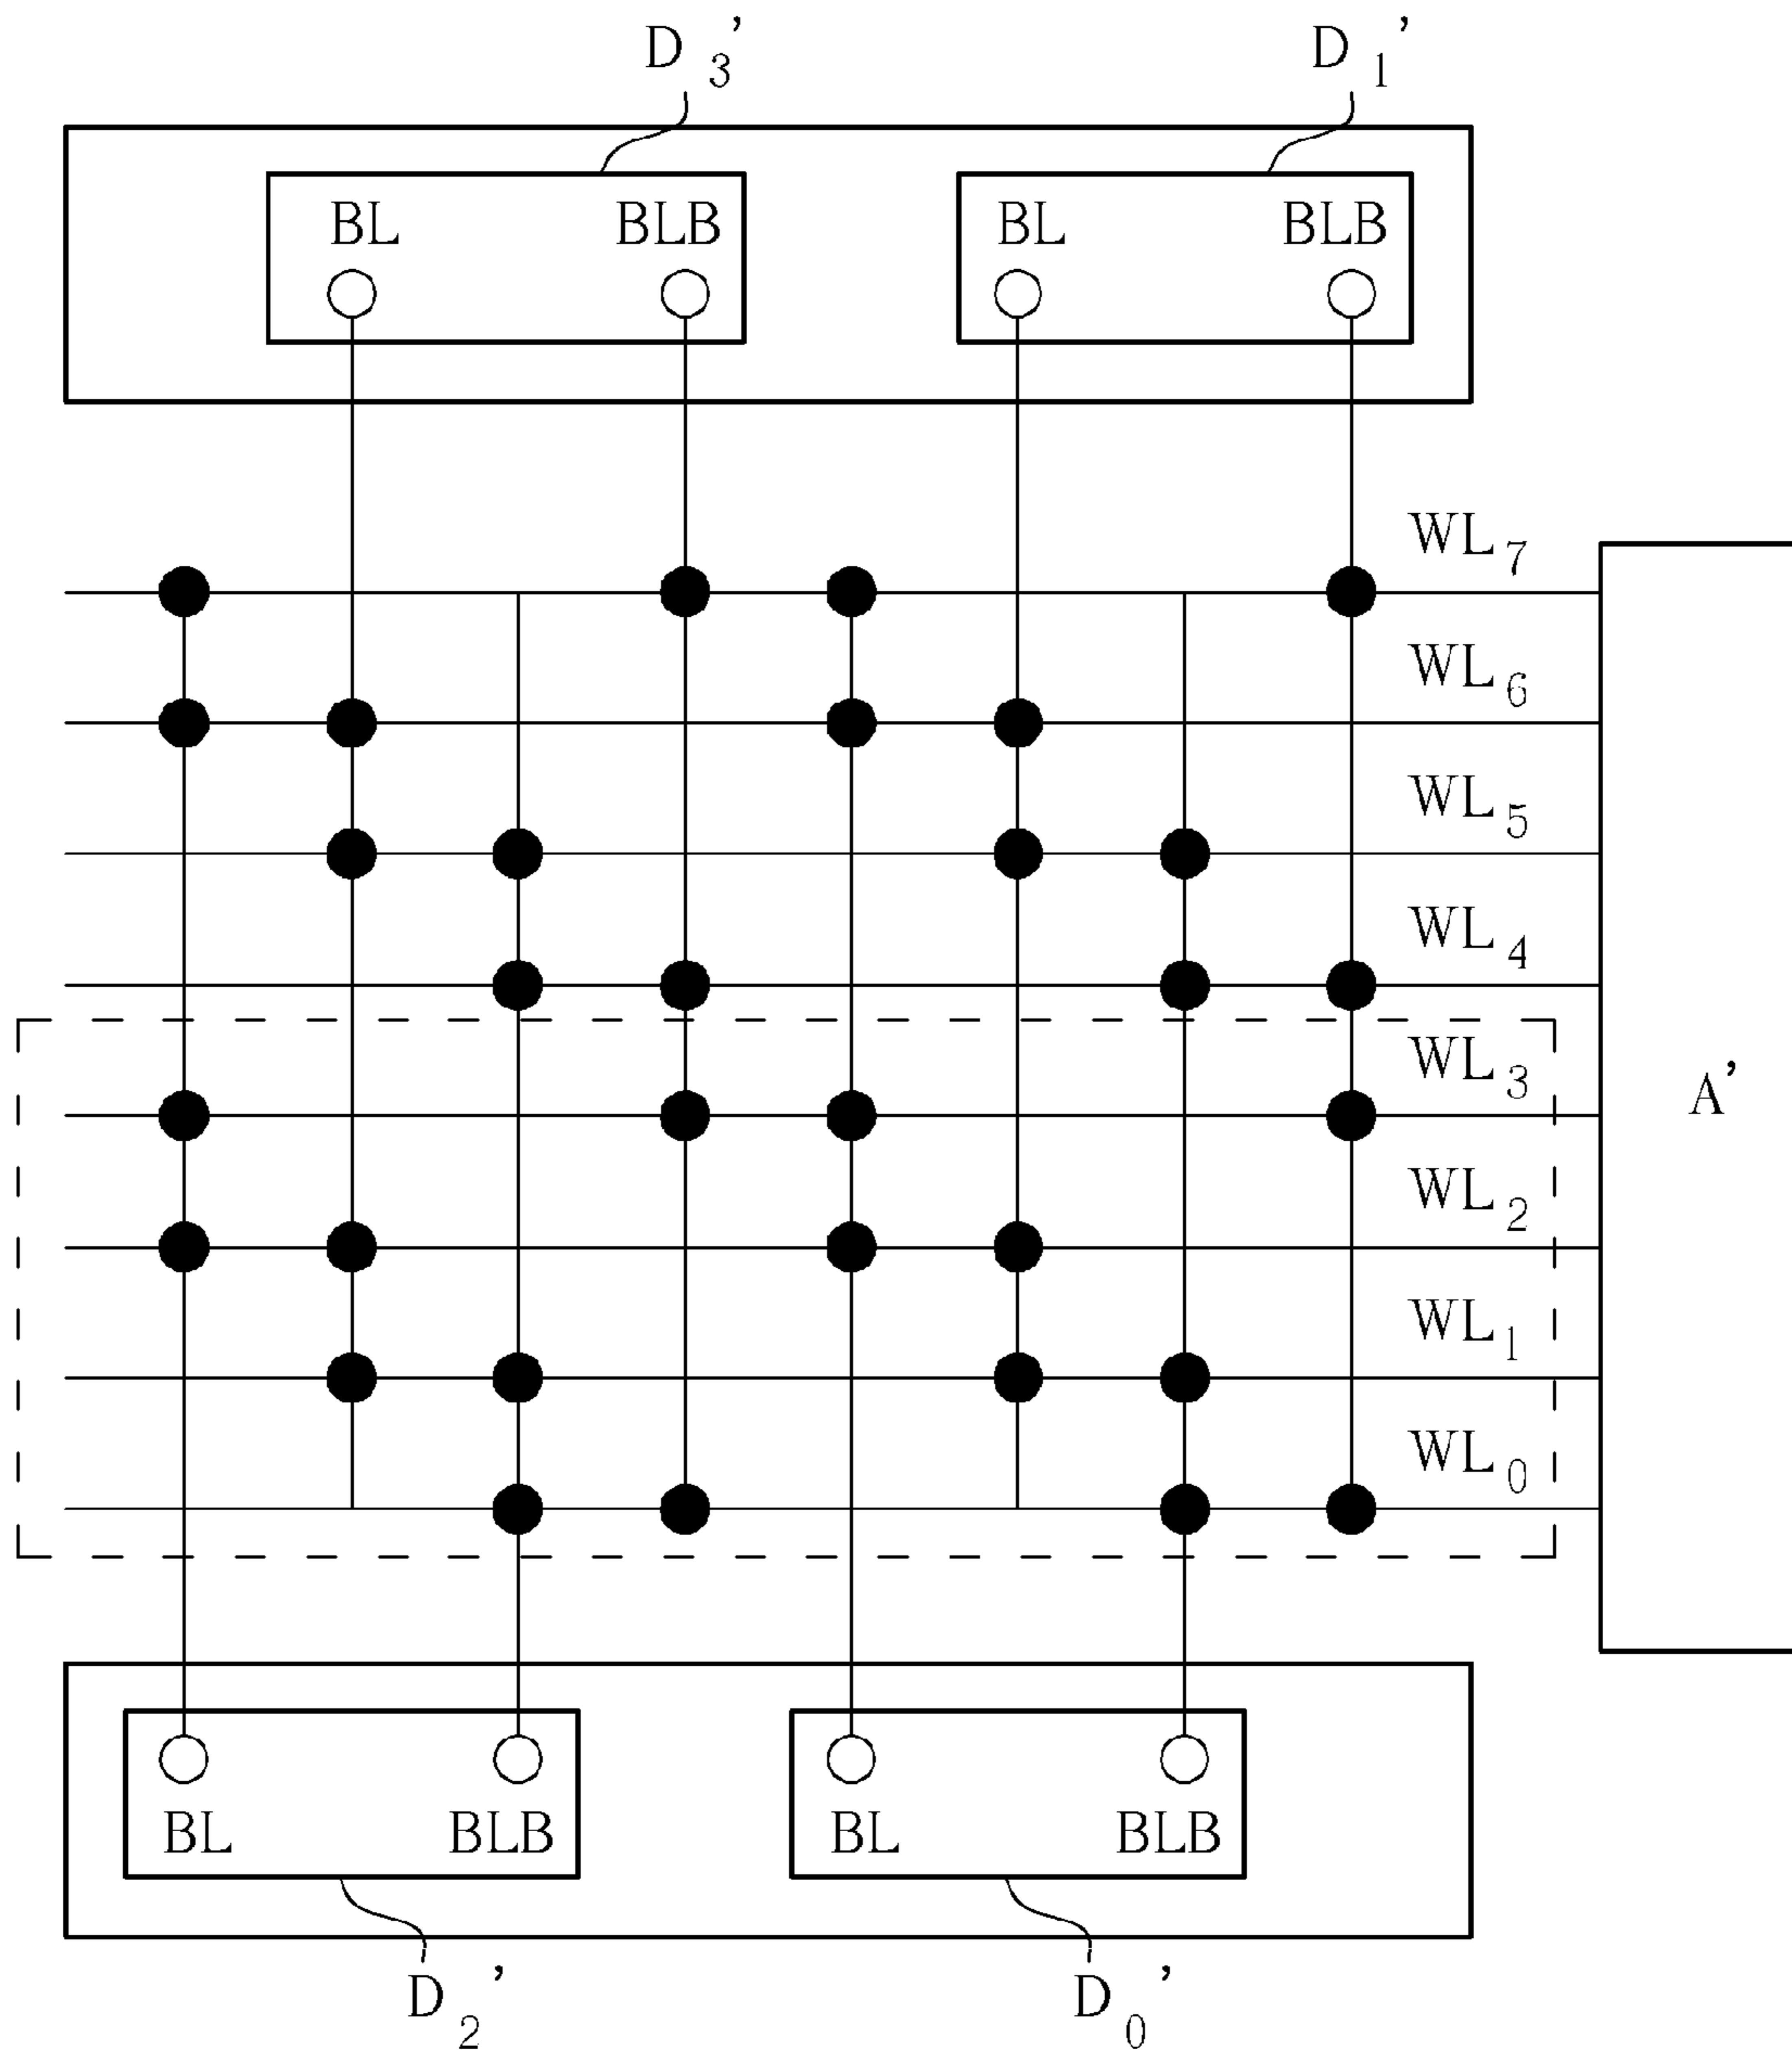 D3' D1'
BL BLB BL BLB
WL7
WL6
WL5
WL4
WL3
A'
WL2
WL1
WL0
BL BLB BL BLB
D2' D0'